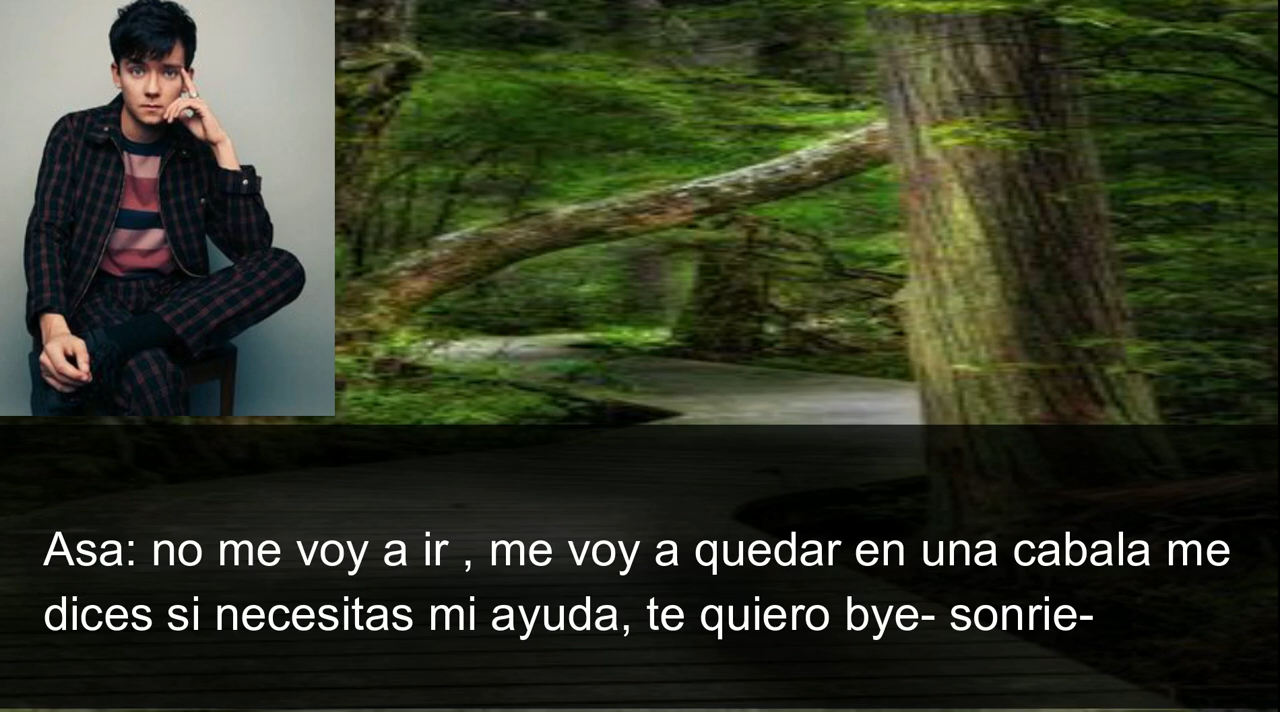 Asa: no me voy a ir , me voy a quedar en una cabala me
dices si necesitas mi ayuda, te quiero bye- sonrie-